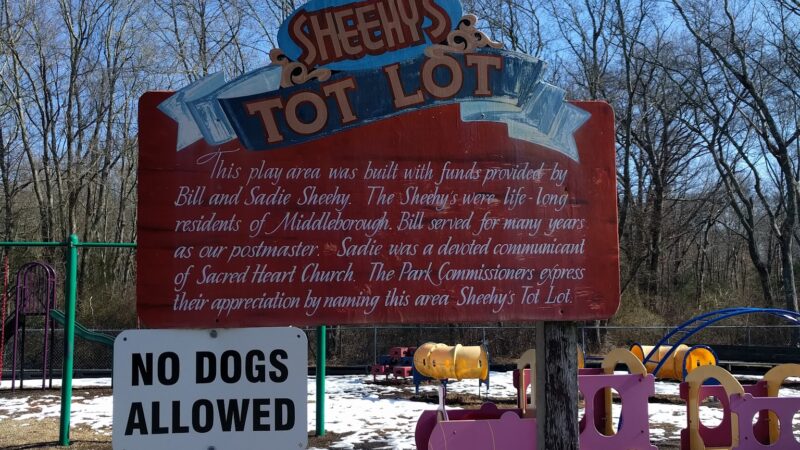 SHEEHY'S
TOT LOT
This play area was built with funds provided by
Bill and Sadie Sheehy. The Sheehy's were life-long
residents of Middleborough. Bill served for many years
as our postmaster. Sadie was a devoted communicant
of Sacred Heart Church. The Park Commissioners express
their appreciation by naming this area Sheehy's Tot Lot.
NO DOGS
ALLOWED